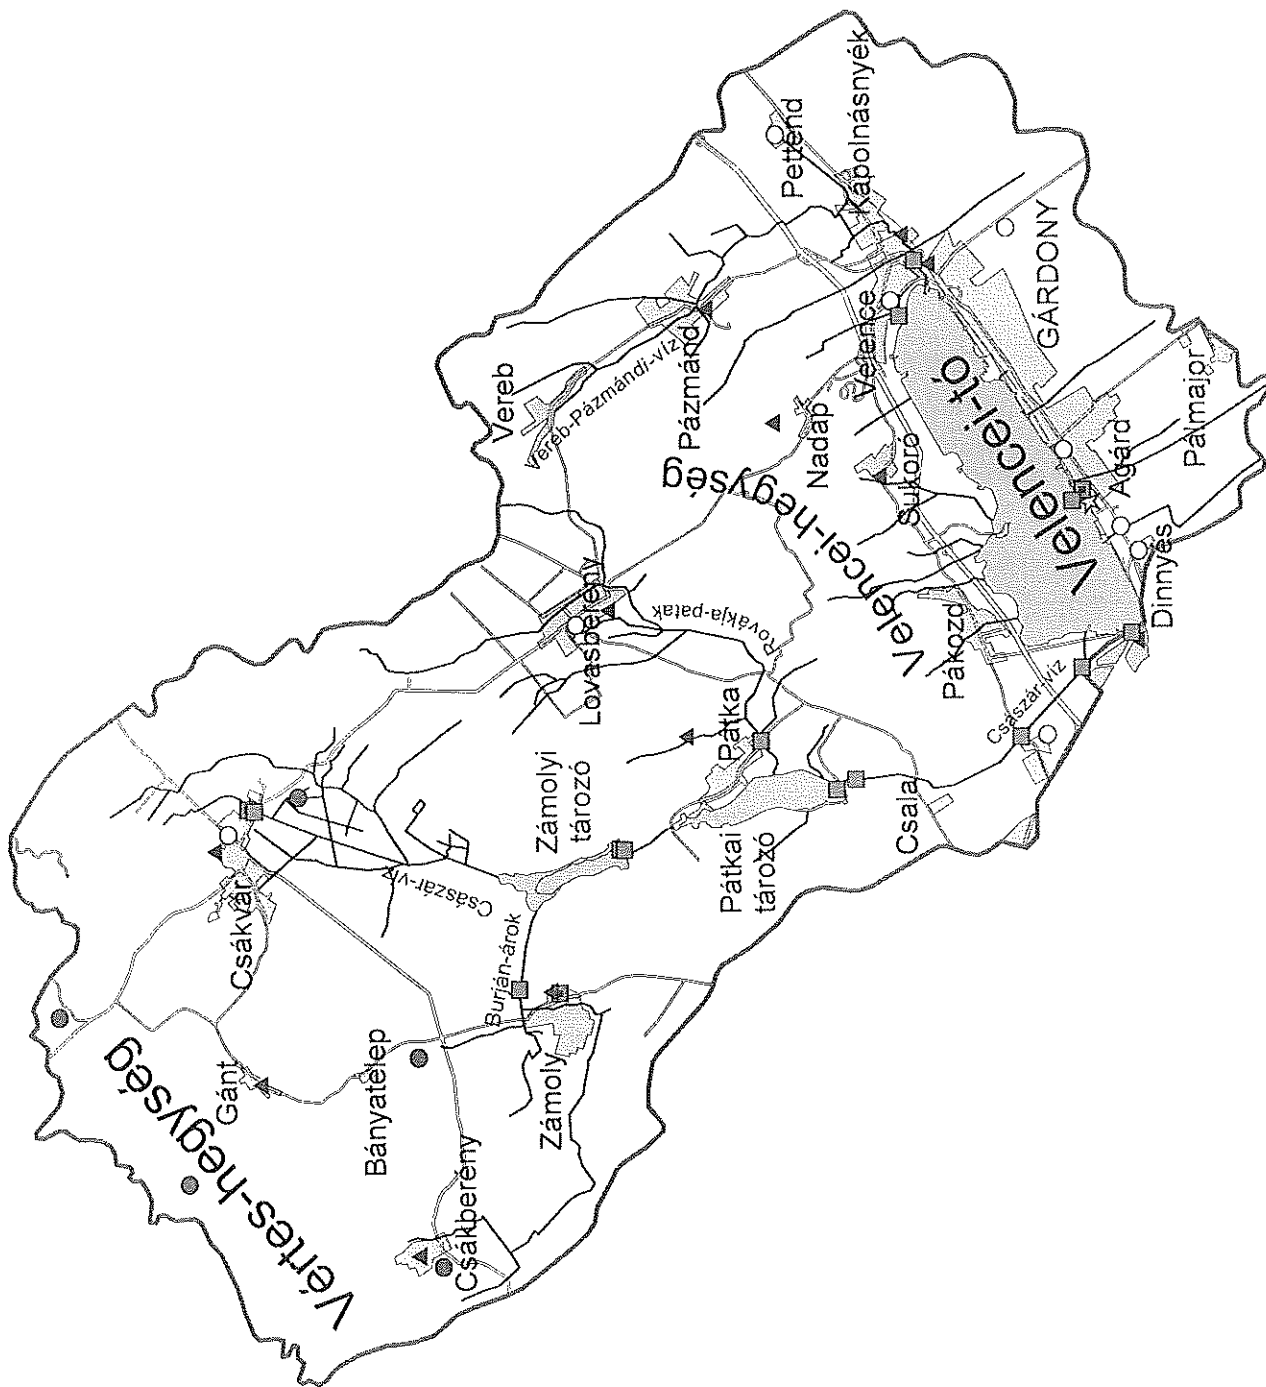 Vértes-hegység
Gánt
Csákvár
Bányatelep
Csákberény
Császár-víz
Burján-árok
Vereb
Vereb-Pázmándi-víz
Zámoly
Zámolyi
tározó
Lovasberény
Rovákja-patak
Pázmánd
Pátka
Pátkai
tározó
Pettend
Velencei-hegység
Nadap
Kápolnásnyék
Velence
Csala
Sukoró
Pákozd
Császár-víz
Velencei-tó
GÁRDONY
Agárd
Dinnyés
Pálmajor